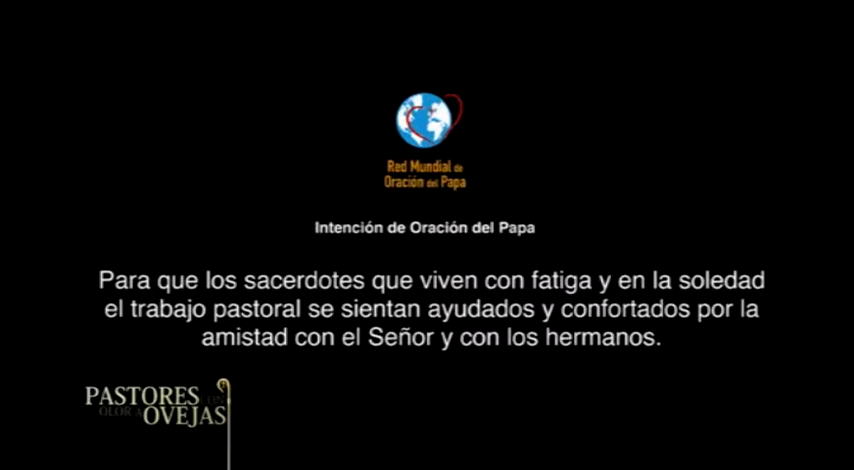 Red Mundial de
Oración del Papa
Intención de Oración del Papa
Para que los sacerdotes que viven con fatiga y en la soledad
el trabajo pastoral se sientan ayudados y confortados por la
amistad con el Señor y con los hermanos.
PASTORES CON
OLOR A OVEJAS